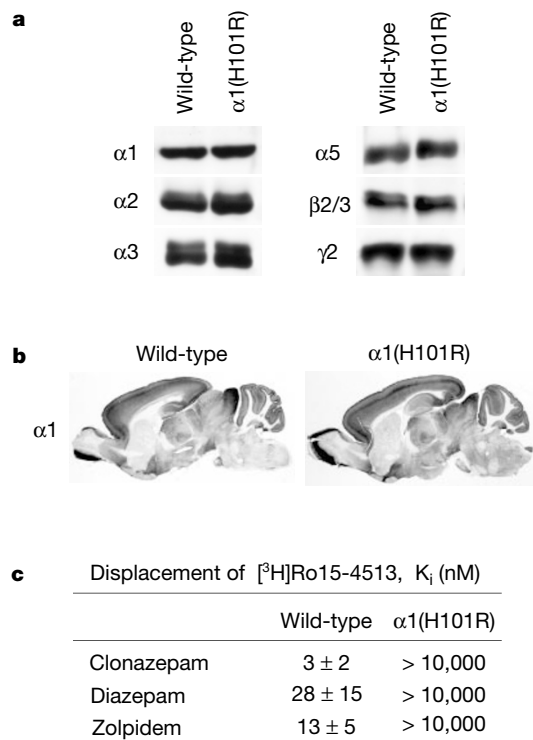 a
Wild-type
α1(H101R)
α1
α2
α3
Wild-type
α1(H101R)
α5
β2/3
γ2
b
Wild-type
α1(H101R)
α1
c
Displacement of [³H]Ro15-4513, Kᵢ (nM)
Wild-type α1(H101R)
Clonazepam 3 ± 2 > 10,000
Diazepam 28 ± 15 > 10,000
Zolpidem 13 ± 5 > 10,000